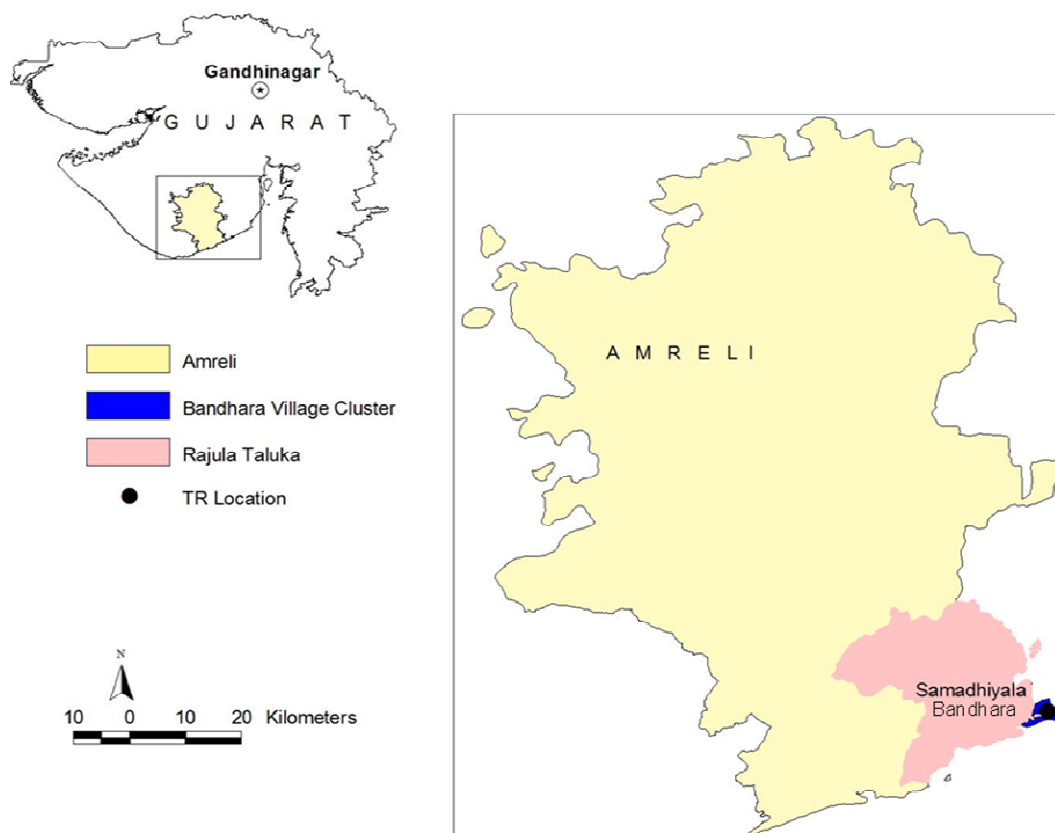 Gandhinagar
G U J A R A T
Amreli
Bandhara Village Cluster
Rajula Taluka
TR Location
N
10 0 10 20 Kilometers
A M R E L I
Samadhiyala
Bandhara